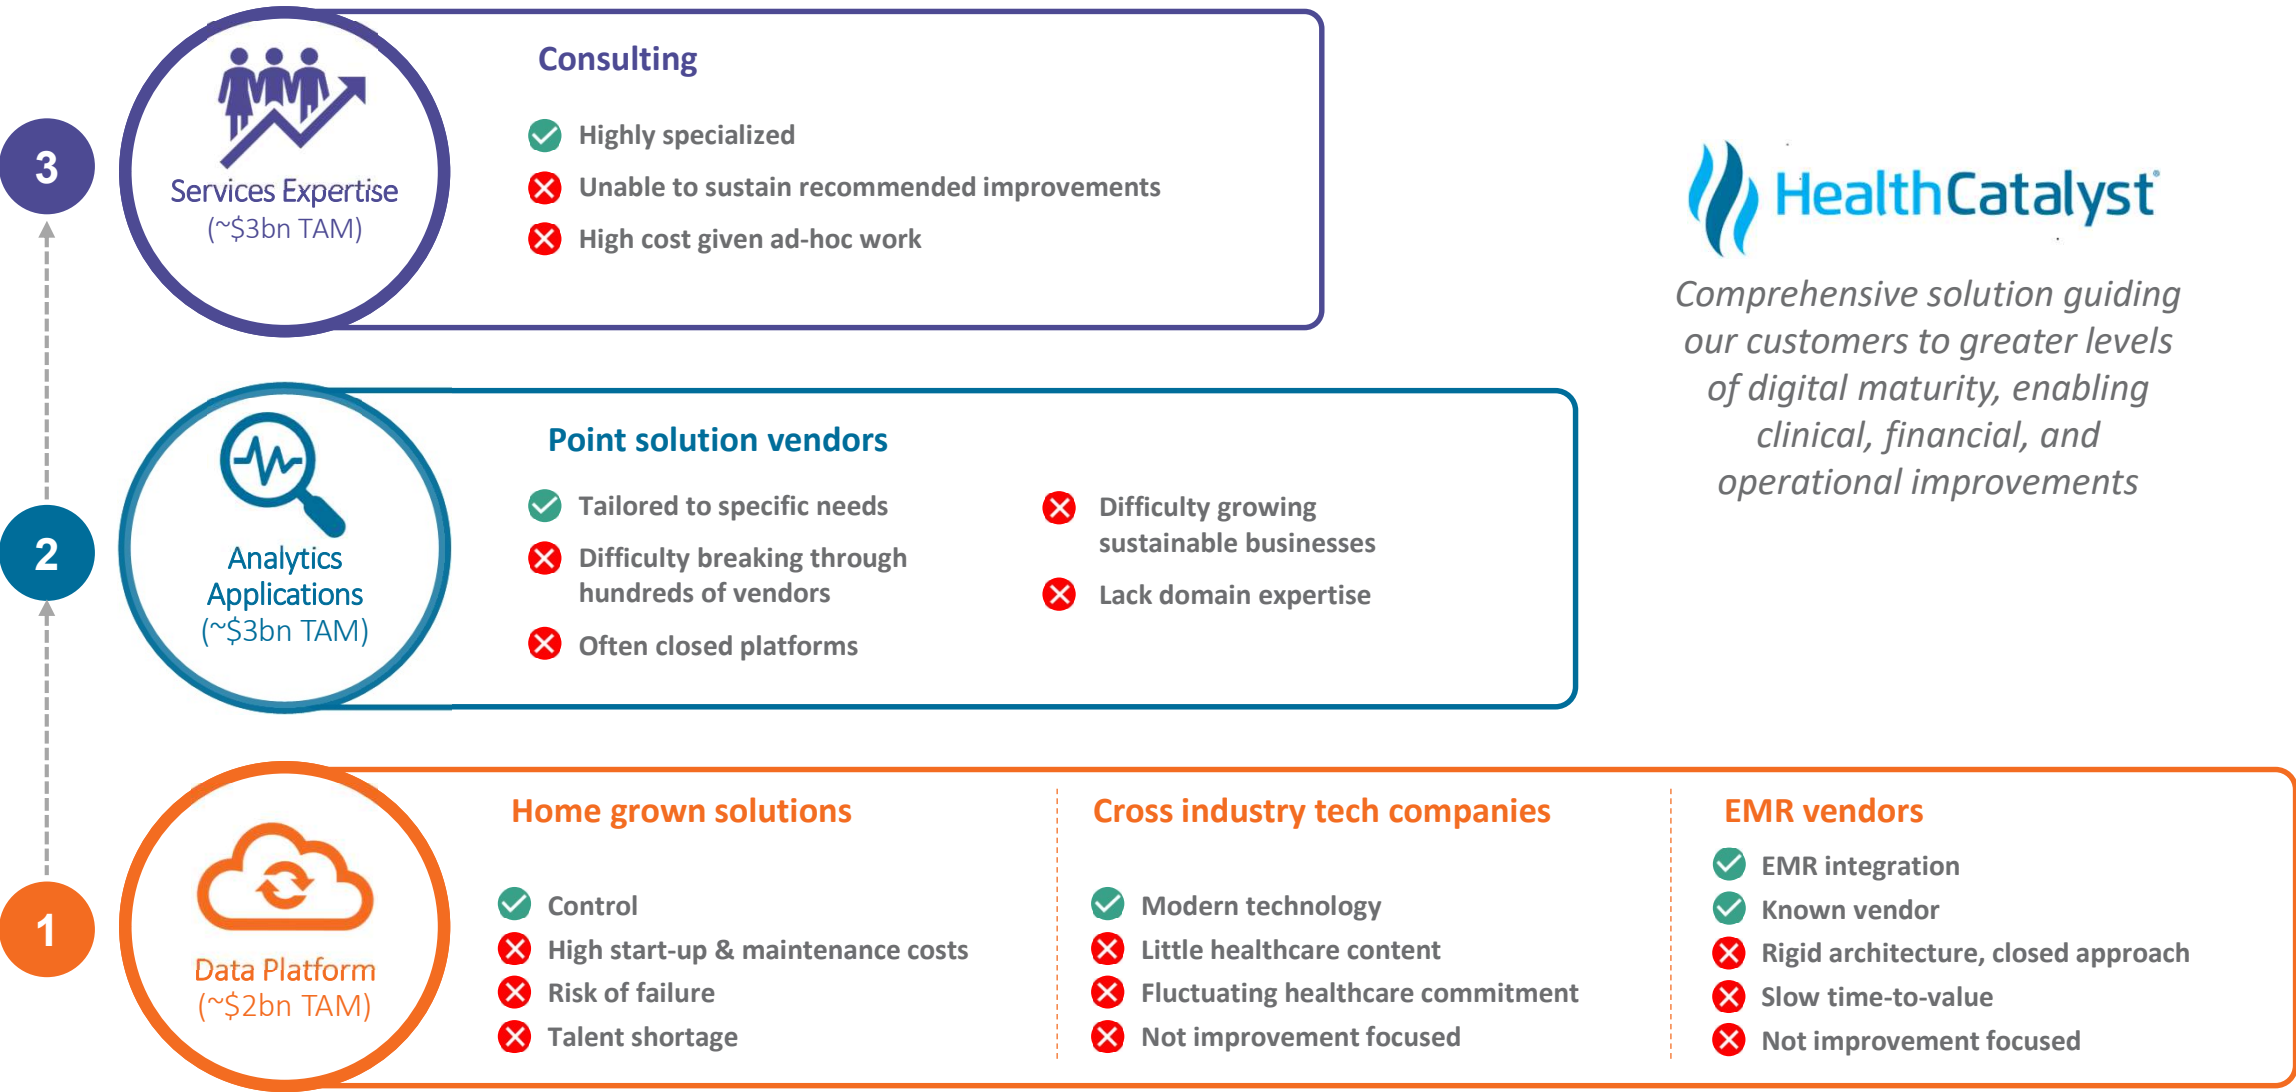 3
Services Expertise
(~$3bn TAM)
Consulting
Highly specialized
Unable to sustain recommended improvements
High cost given ad-hoc work
HealthCatalyst®
Comprehensive solution guiding
our customers to greater levels
of digital maturity, enabling
clinical, financial, and
operational improvements
2
Analytics
Applications
(~$3bn TAM)
Point solution vendors
Tailored to specific needs
Difficulty breaking through
hundreds of vendors
Often closed platforms
Difficulty growing
sustainable businesses
Lack domain expertise
1
Data Platform
(~$2bn TAM)
Home grown solutions
Control
High start-up & maintenance costs
Risk of failure
Talent shortage
Cross industry tech companies
Modern technology
Little healthcare content
Fluctuating healthcare commitment
Not improvement focused
EMR vendors
EMR integration
Known vendor
Rigid architecture, closed approach
Slow time-to-value
Not improvement focused